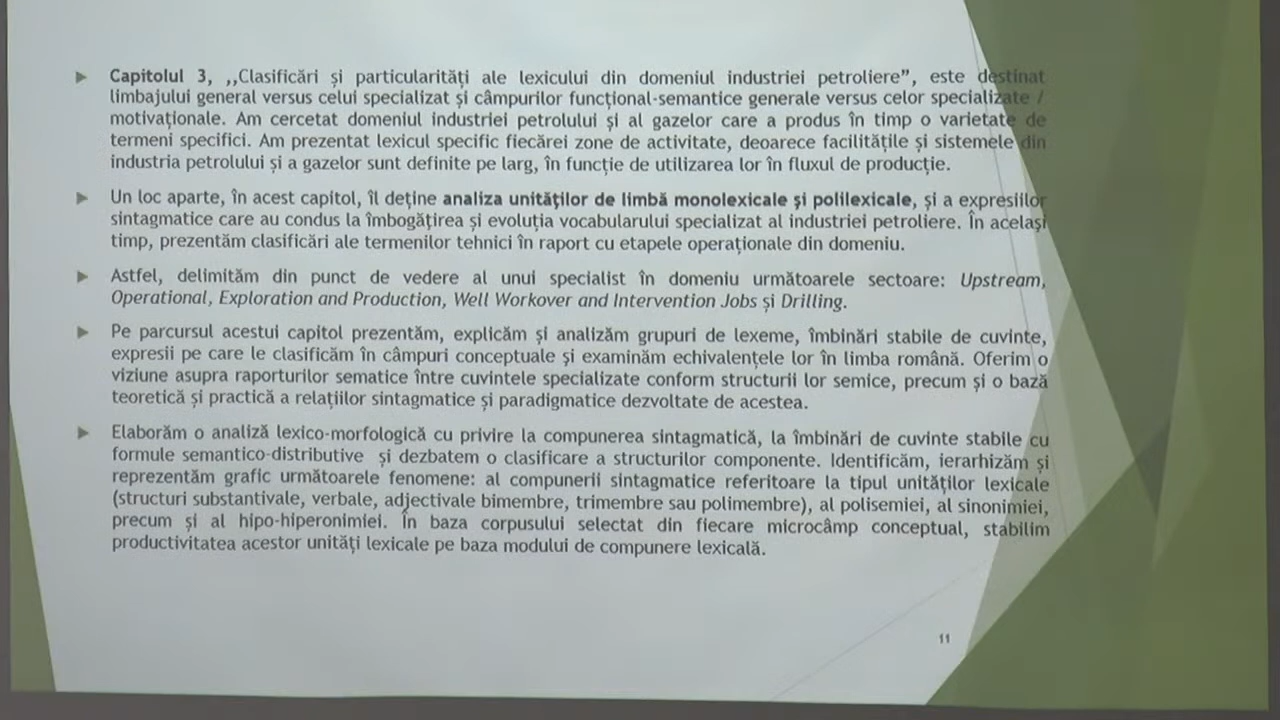 Capitolul 3, ,,Clasificări și particularități ale lexicului din domeniul industriei petroliere”, este destinat
limbajului general versus celui specializat și câmpurilor funcțional-semantice generale versus celor specializate /
motivaționale. Am cercetat domeniul industriei petrolului și al gazelor care a produs în timp o varietate de
termeni specifici. Am prezentat lexicul specific fiecărei zone de activitate, deoarece facilitățile și sistemele din
industria petrolului și a gazelor sunt definite pe larg, în funcție de utilizarea lor în fluxul de producție.
Un loc aparte, în acest capitol, îl deține analiza unităților de limbă monolexicale și polilexicale, și a expresiilor
sintagmatice care au condus la îmbogățirea și evoluția vocabularului specializat al industriei petroliere. În același
timp, prezentăm clasificări ale termenilor tehnici în raport cu etapele operaționale din domeniu.
Astfel, delimităm din punct de vedere al unui specialist în domeniu următoarele sectoare: Upstream,
Operational, Exploration and Production, Well Workover and Intervention Jobs și Drilling.
Pe parcursul acestui capitol prezentăm, explicăm și analizăm grupuri de lexeme, îmbinări stabile de cuvinte,
expresii pe care le clasificăm în câmpuri conceptuale și examinăm echivalențele lor în limba română. Oferim o
viziune asupra raporturilor sematice între cuvintele specializate conform structurii lor semice, precum și o bază
teoretică și practică a relațiilor sintagmatice și paradigmatice dezvoltate de acestea.
Elaborăm o analiză lexico-morfologică cu privire la compunerea sintagmatică, la îmbinări de cuvinte stabile cu
formule semantico-distributive și dezbatem o clasificare a structurilor componente. Identificăm, ierarhizăm și
reprezentăm grafic următoarele fenomene: al compunerii sintagmatice referitoare la tipul unităților lexicale
(structuri substantivale, verbale, adjectivale bimembre, trimembre sau polimembre), al polisemiei, al sinonimiei,
precum și al hipo-hiperonimiei. În baza corpusului selectat din fiecare microcâmp conceptual, stabilim
productivitatea acestor unități lexicale pe baza modului de compunere lexicală.
11